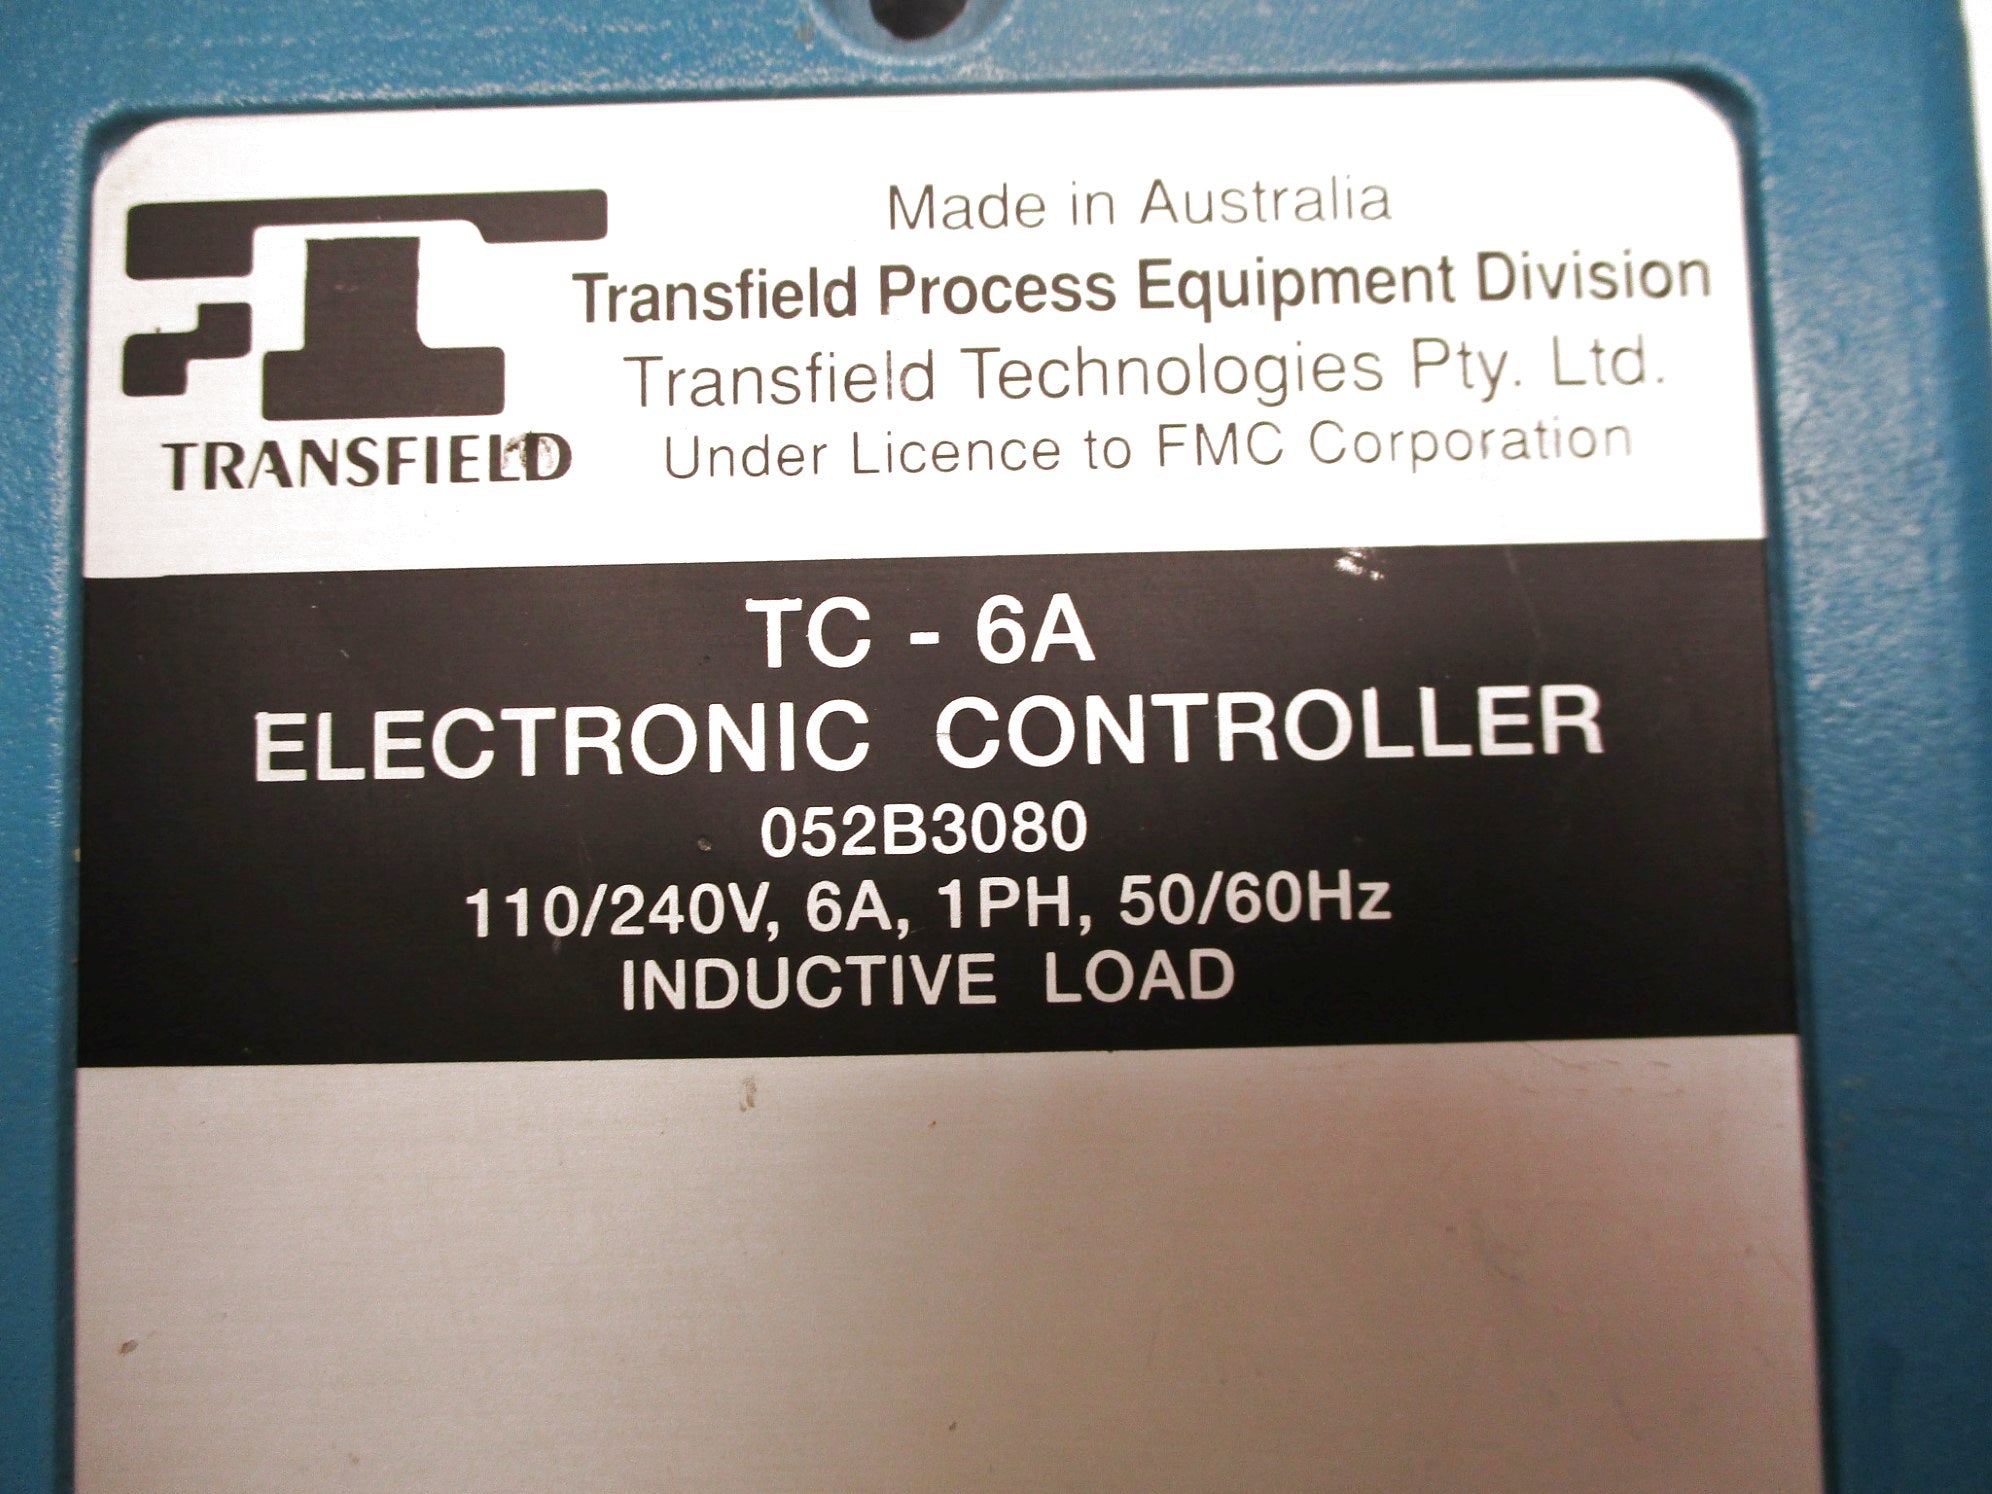 Made in Australia
Transfield Process Equipment Division
Transfield Technologies Pty. Ltd.
Under Licence to FMC Corporation
TRANSFIELD
TC - 6A
ELECTRONIC CONTROLLER
052B3080
110/240V, 6A, 1PH, 50/60Hz
INDUCTIVE LOAD